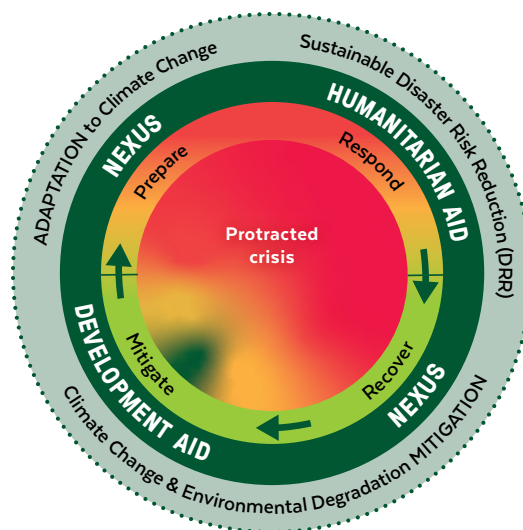 ADAPTATION to Climate Change
Sustainable Disaster Risk Reduction (DRR)
NEXUS
HUMANITARIAN AID
Prepare
Respond
Protracted
crisis
Mitigate
Recover
DEVELOPMENT AID
NEXUS
Climate Change & Environmental Degradation MITIGATION